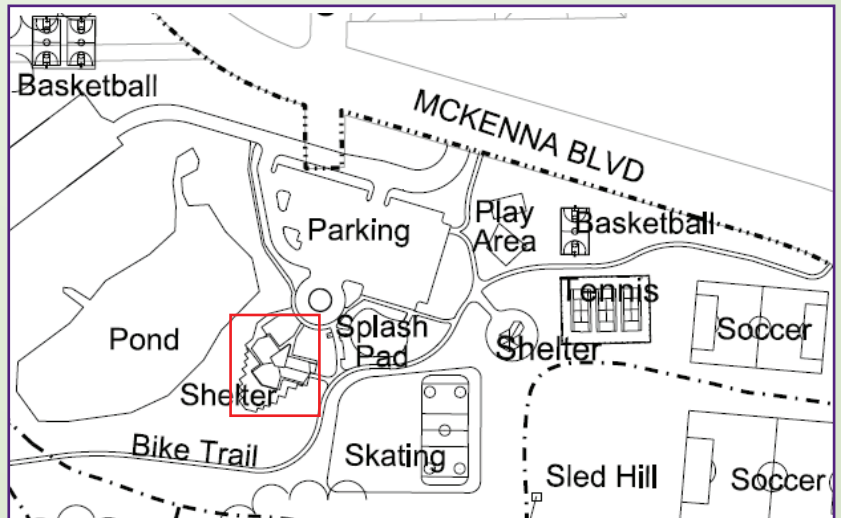 Basketball
MCKENNA BLVD
Play
Area
Basketball
Parking
Tennis
Splash
Pad
Soccer
Pond
Shelter
Shelter
Bike Trail
Skating
Sled Hill
Soccer